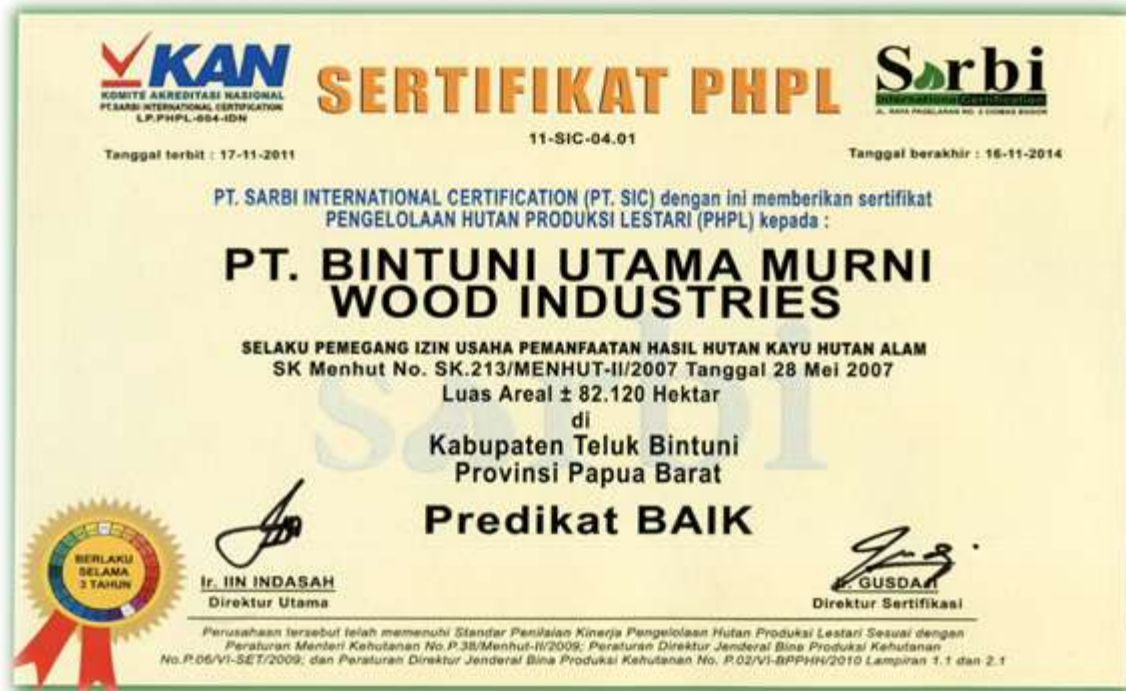 KAN
KOMITE AKREDITASI NASIONAL
PT.SARBI INTERNATIONAL CERTIFICATION
LP.PHPL-004-IDN
SERTIFIKAT PHPL
Sarbi
International Certification
JL. RAYA PAGELARAN NO. CIOMAS BOGOR
11-SIC-04.01
Tanggal terbit : 17-11-2011
Tanggal berakhir : 16-11-2014
PT. SARBI INTERNATIONAL CERTIFICATION (PT. SIC) dengan ini memberikan sertifikat
PENGELOLAAN HUTAN PRODUKSI LESTARI (PHPL) kepada :
PT. BINTUNI UTAMA MURNI
WOOD INDUSTRIES
SELAKU PEMEGANG IZIN USAHA PEMANFAATAN HASIL HUTAN KAYU HUTAN ALAM
SK Menhut No. SK.213/MENHUT-II/2007 Tanggal 28 Mei 2007
Luas Areal ± 82.120 Hektar
di
Kabupaten Teluk Bintuni
Provinsi Papua Barat
sarbi
Predikat BAIK
BERLAKU
SELAMA
3 TAHUN
Ir. IIN INDASAH
Direktur Utama
Direktur Sertifikasi
Perusahaan tersebut telah memenuhi Standar Penilaian Kinerja Pengelolaan Hutan Produksi Lestari Sesuai dengan
Peraturan Menteri Kehutanan No.P.38/Menhut-II/2009; Peraturan Direktur Jenderal Bina Produksi Kehutanan
No.P.06/VI-SET/2009; dan Peraturan Direktur Jenderal Bina Produksi Kehutanan No. P.02/VI-BPPHH/2010 Lampiran 1.1 dan 2.1